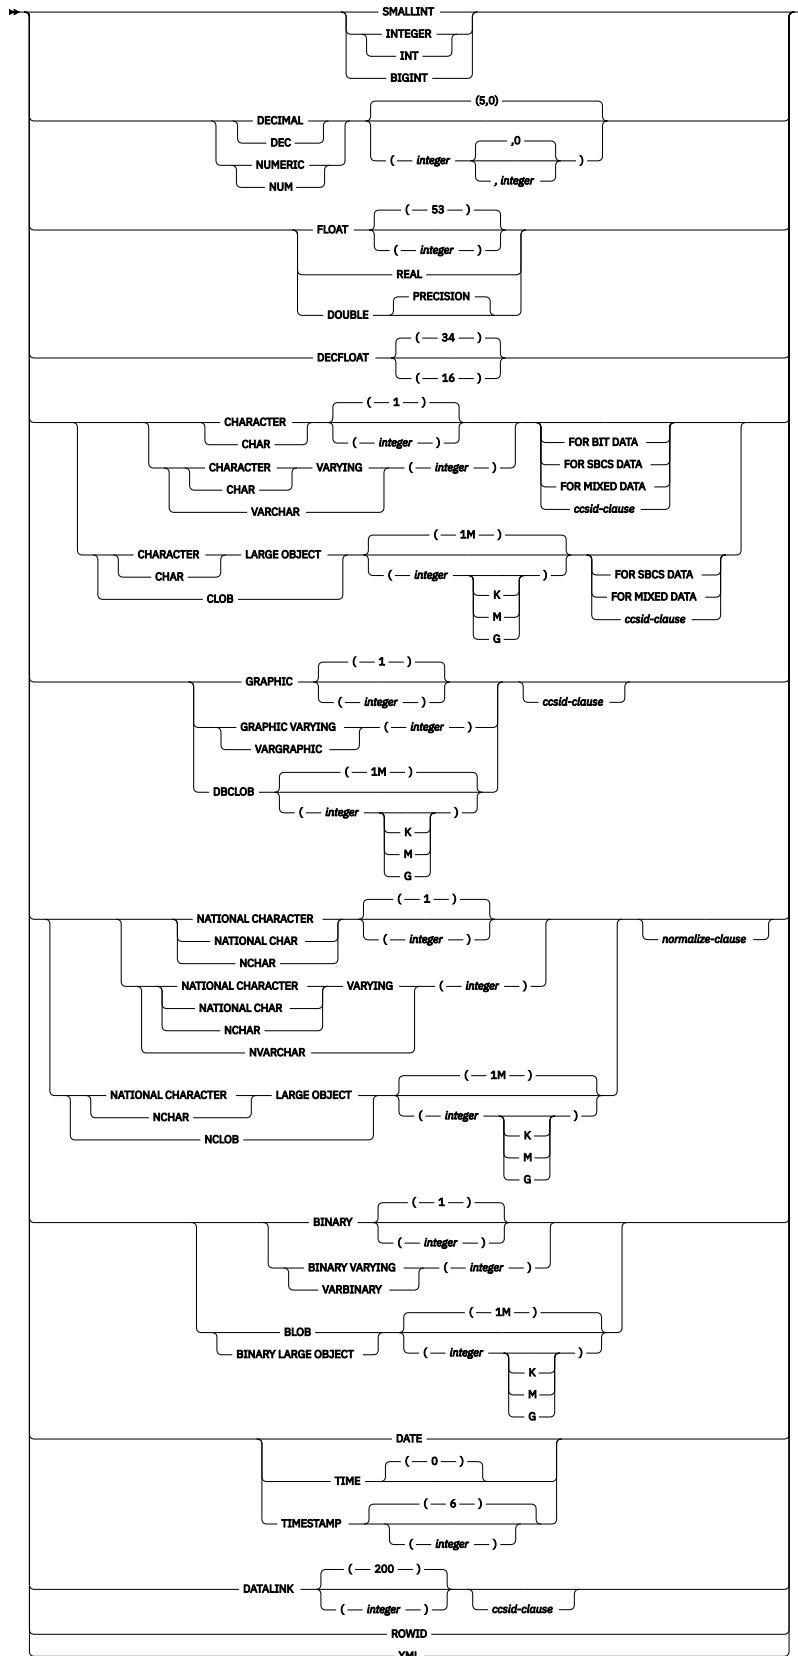 SMALLINT
INTEGER
INT
BIGINT
(5,0)
DECIMAL
DEC
,0
NUMERIC ( integer )
NUM , integer
( 53 )
FLOAT
( integer )
REAL
PRECISION
DOUBLE
( 34 )
DECFLOAT
( 16 )
( 1 )
CHARACTER
CHAR ( integer ) FOR BIT DATA
FOR SBCS DATA
CHARACTER VARYING ( integer )
CHAR FOR MIXED DATA
VARCHAR ccsid-clause
( 1M )
CHARACTER LARGE OBJECT
CHAR ( integer ) FOR SBCS DATA
CLOB K FOR MIXED DATA
M ccsid-clause
G
( 1 )
GRAPHIC
( integer ) ccsid-clause
GRAPHIC VARYING ( integer )
VARGRAPHIC
( 1M )
DBCLOB
( integer )
K
M
G
( 1 )
NATIONAL CHARACTER
NATIONAL CHAR ( integer ) normalize-clause
NCHAR
NATIONAL CHARACTER VARYING ( integer )
NATIONAL CHAR
NCHAR
NVARCHAR
( 1M )
NATIONAL CHARACTER LARGE OBJECT
NCHAR ( integer )
NCLOB K
M
G
( 1 )
BINARY
( integer )
BINARY VARYING ( integer )
VARBINARY
( 1M )
BLOB
BINARY LARGE OBJECT ( integer )
K
M
G
DATE
( 0 )
TIME
( 6 )
TIMESTAMP
( integer )
( 200 )
DATALINK
( integer ) ccsid-clause
ROWID
XML